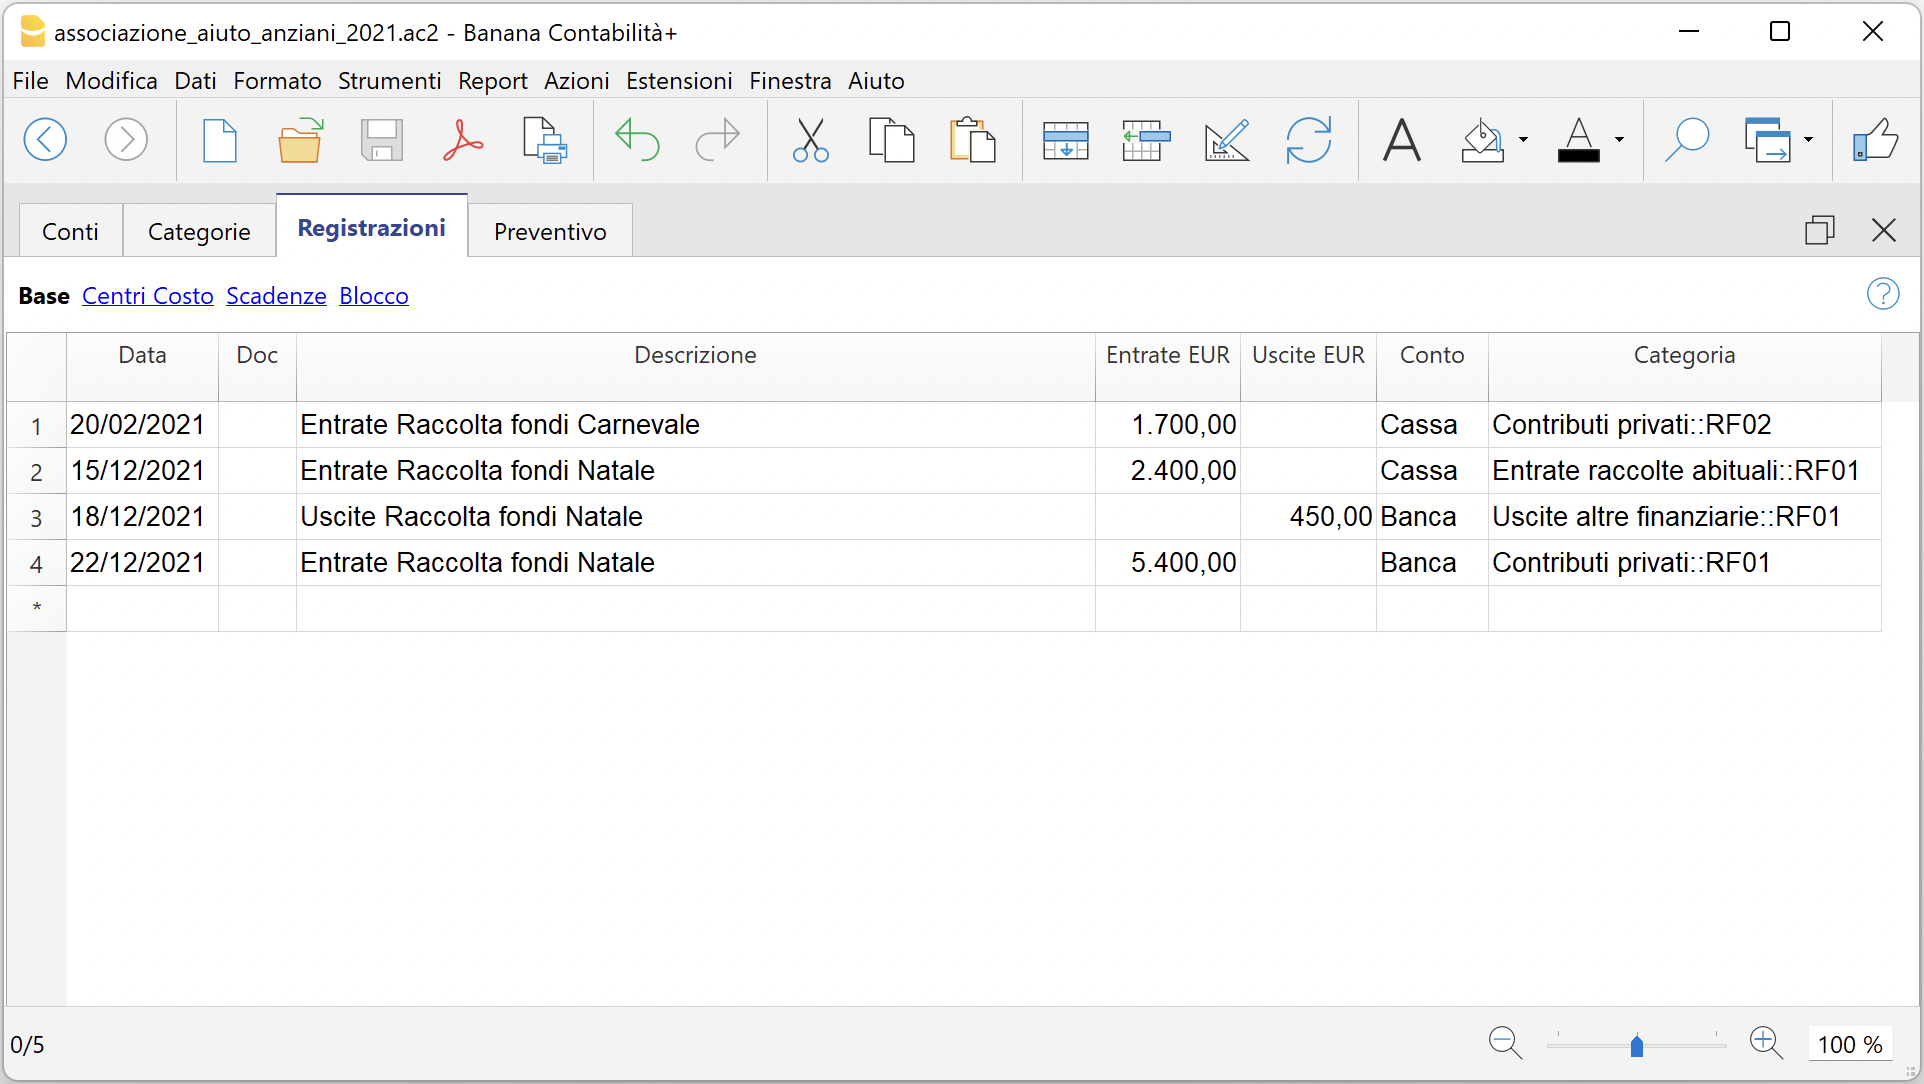 associazione_aiuto_anziani_2021.ac2 - Banana Contabilità+
File Modifica Dati Formato Strumenti Report Azioni Estensioni Finestra Aiuto
Conti Categorie Registrazioni Preventivo
Base Centri Costo Scadenze Blocco
Data Doc Descrizione Entrate EUR Uscite EUR Conto Categoria
1 20/02/2021 Entrate Raccolta fondi Carnevale 1.700,00 Cassa Contributi privati::RF02
2 15/12/2021 Entrate Raccolta fondi Natale 2.400,00 Cassa Entrate raccolte abituali::RF01
3 18/12/2021 Uscite Raccolta fondi Natale 450,00 Banca Uscite altre finanziarie::RF01
4 22/12/2021 Entrate Raccolta fondi Natale 5.400,00 Banca Contributi privati::RF01
*
0/5 100 %